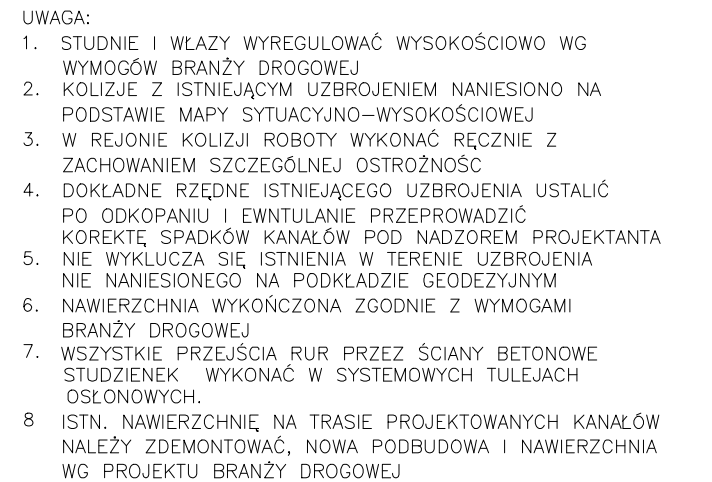 UWAGA:
1. STUDNIE I WŁAZY WYREGULOWAĆ WYSOKOŚCIOWO WG
WYMOGÓW BRANŻY DROGOWEJ
2. KOLIZJE Z ISTNIEJĄCYM UZBROJENIEM NANIESIONO NA
PODSTAWIE MAPY SYTUACYJNO–WYSOKOŚCIOWEJ
3. W REJONIE KOLIZJI ROBOTY WYKONAĆ RĘCZNIE Z
ZACHOWANIEM SZCZEGÓLNEJ OSTROŻNOŚC
4. DOKŁADNE RZĘDNE ISTNIEJĄCEGO UZBROJENIA USTALIĆ
PO ODKOPANIU I EWNTULANIE PRZEPROWADZIĆ
KOREKTĘ SPADKÓW KANAŁÓW POD NADZOREM PROJEKTANTA
5. NIE WYKLUCZA SIĘ ISTNIENIA W TERENIE UZBROJENIA
NIE NANIESIONEGO NA PODKŁADZIE GEODEZYJNYM
6. NAWIERZCHNIA WYKOŃCZONA ZGODNIE Z WYMOGAMI
BRANŻY DROGOWEJ
7. WSZYSTKIE PRZEJŚCIA RUR PRZEZ ŚCIANY BETONOWE
STUDZIENEK WYKONAĆ W SYSTEMOWYCH TULEJACH
OSŁONOWYCH.
8 ISTN. NAWIERZCHNIĘ NA TRASIE PROJEKTOWANYCH KANAŁÓW
NALEŻY ZDEMONTOWAĆ, NOWA PODBUDOWA I NAWIERZCHNIA
WG PROJEKTU BRANŻY DROGOWEJ